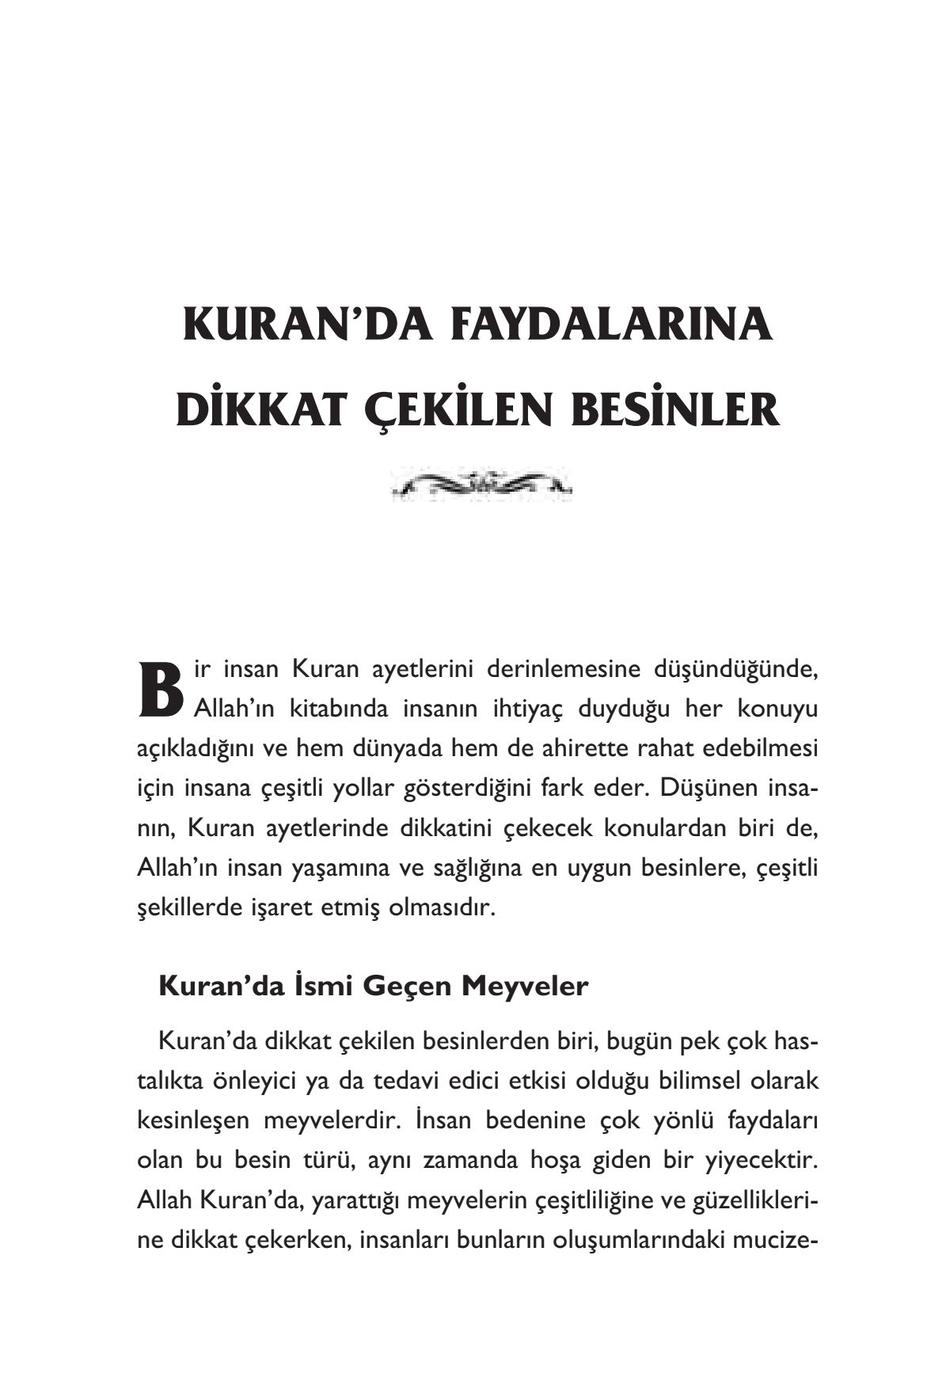 KURAN’DA FAYDALARINA
DİKKAT ÇEKİLEN BESİNLER
Bir insan Kuran ayetlerini derinlemesine düşündüğünde,
Allah’ın kitabında insanın ihtiyaç duyduğu her konuyu
açıkladığını ve hem dünyada hem de ahirette rahat edebilmesi
için insana çeşitli yollar gösterdiğini fark eder. Düşünen insa-
nın, Kuran ayetlerinde dikkatini çekecek konulardan biri de,
Allah’ın insan yaşamına ve sağlığına en uygun besinlere, çeşitli
şekillerde işaret etmiş olmasıdır.
Kuran’da İsmi Geçen Meyveler
Kuran’da dikkat çekilen besinlerden biri, bugün pek çok has-
talıkta önleyici ya da tedavi edici etkisi olduğu bilimsel olarak
kesinleşen meyvelerdir. İnsan bedenine çok yönlü faydaları
olan bu besin türü, aynı zamanda hoşa giden bir yiyecektir.
Allah Kuran’da, yarattığı meyvelerin çeşitliliğine ve güzellikleri-
ne dikkat çekerken, insanları bunların oluşumlarındaki mucize-